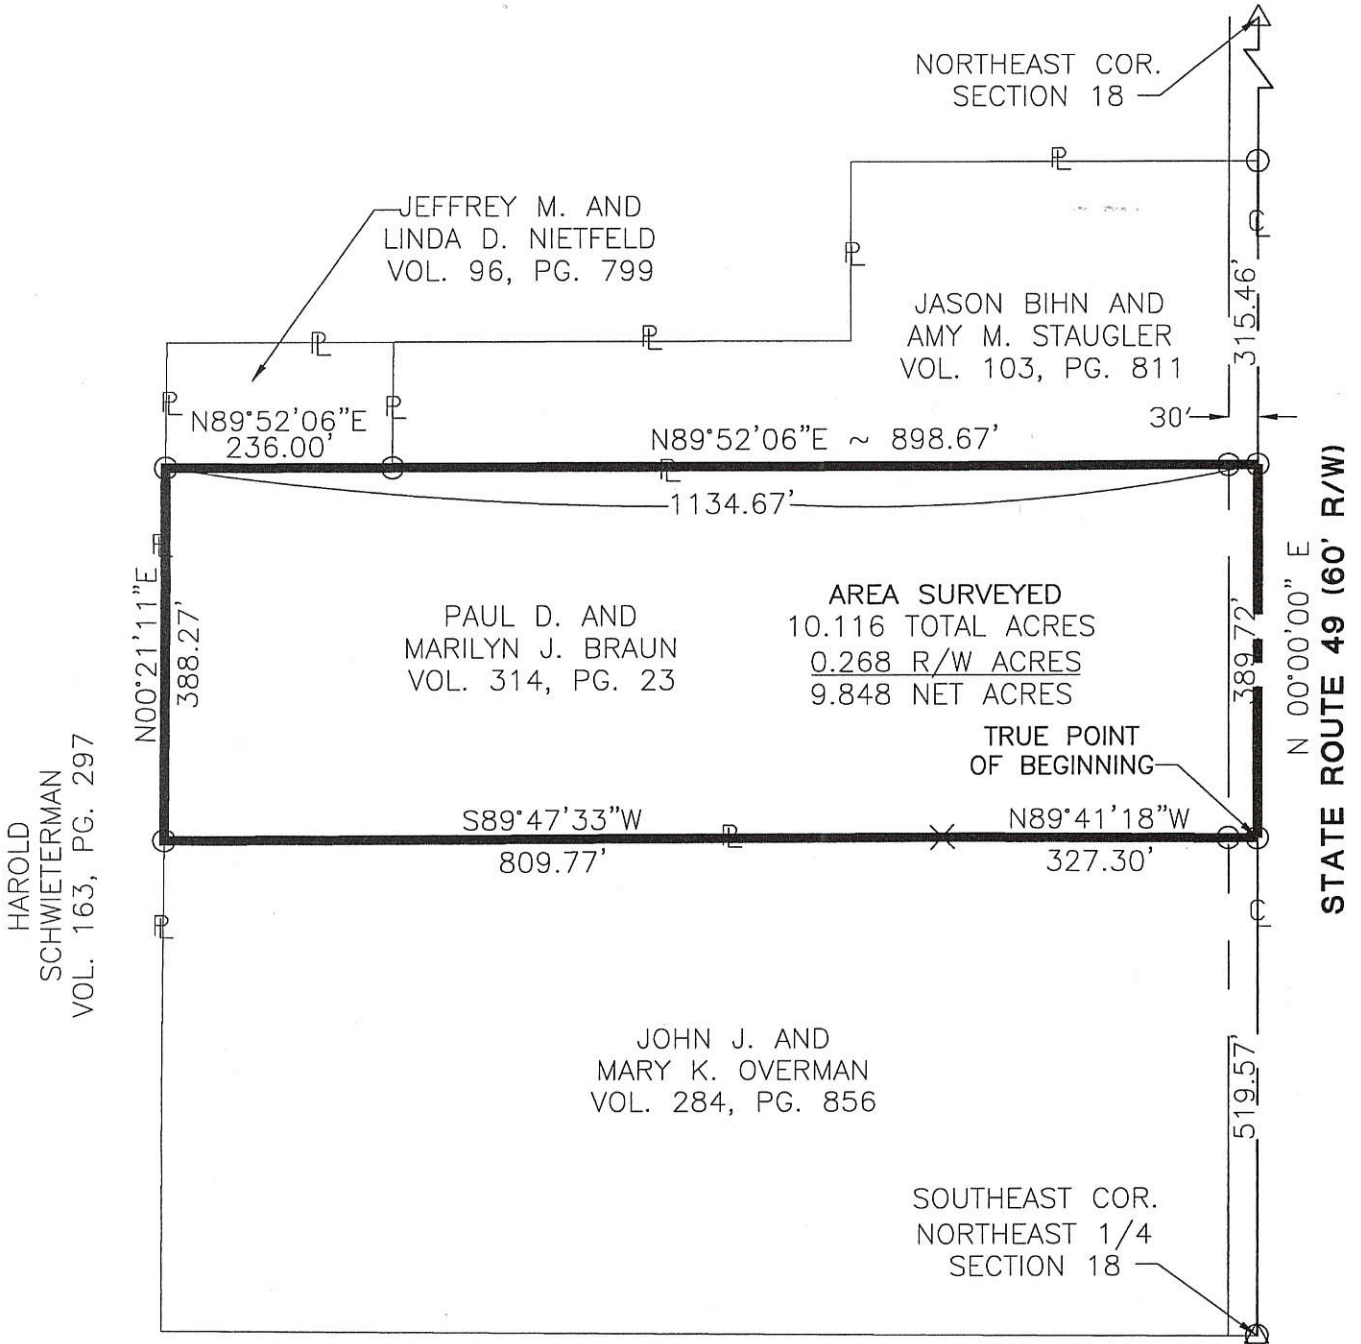 NORTHEAST COR.
SECTION 18
JEFFREY M. AND
LINDA D. NIETFELD
VOL. 96, PG. 799
JASON BIHN AND
AMY M. STAUGLER
VOL. 103, PG. 811
315.46'
30'
N89°52'06"E
236.00'
N89°52'06"E ~ 898.67'
1134.67'
N00°21'11"E
388.27'
PAUL D. AND
MARILYN J. BRAUN
VOL. 314, PG. 23
AREA SURVEYED
10.116 TOTAL ACRES
0.268 R/W ACRES
9.848 NET ACRES
389.72'
N 00°00'00" E
STATE ROUTE 49 (60' R/W)
TRUE POINT
OF BEGINNING
HAROLD
SCHWIETERMAN
VOL. 163, PG. 297
S89°47'33"W
809.77'
N89°41'18"W
327.30'
JOHN J. AND
MARY K. OVERMAN
VOL. 284, PG. 856
519.57'
SOUTHEAST COR.
NORTHEAST 1/4
SECTION 18